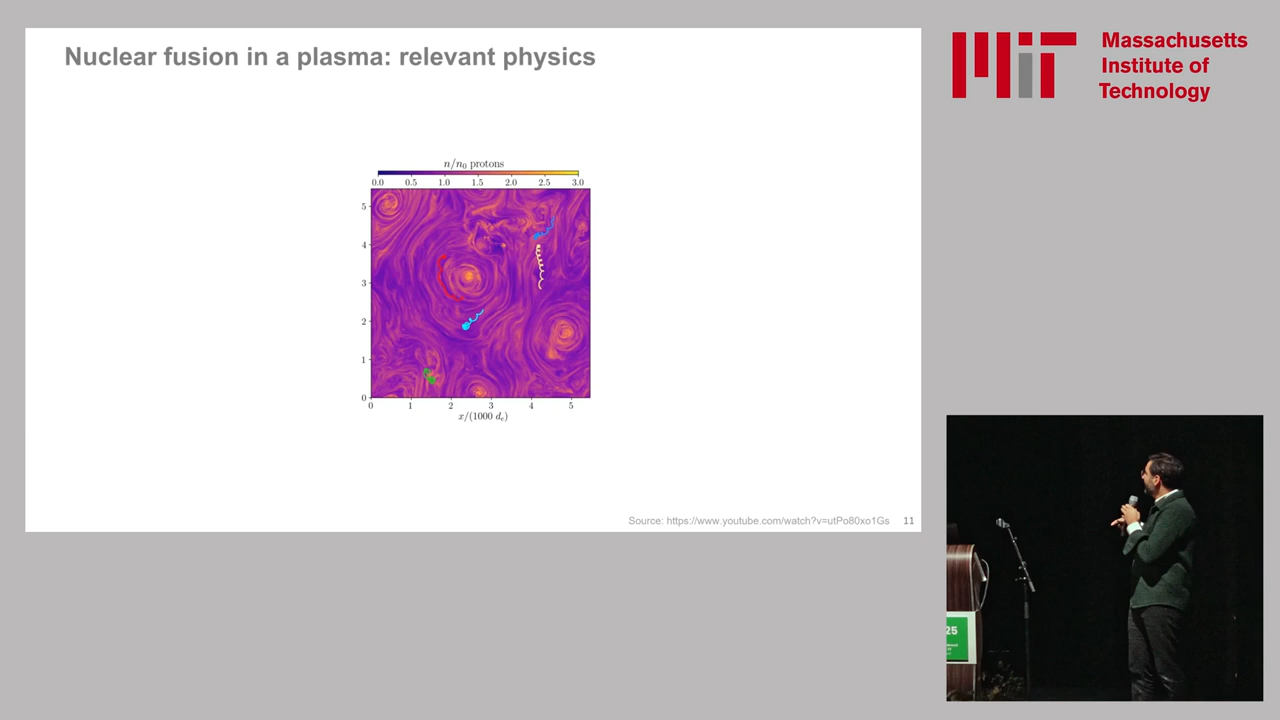 Nuclear fusion in a plasma: relevant physics
n/n₀ protons
0.0 0.5 1.0 1.5 2.0 2.5 3.0
5
4
3
2
1
0
0 1 2 3 4 5
x/(1000 dₑ)
Source: https://www.youtube.com/watch?v=utPo80xo1Gs 11
Massachusetts
Institute of
Technology
25